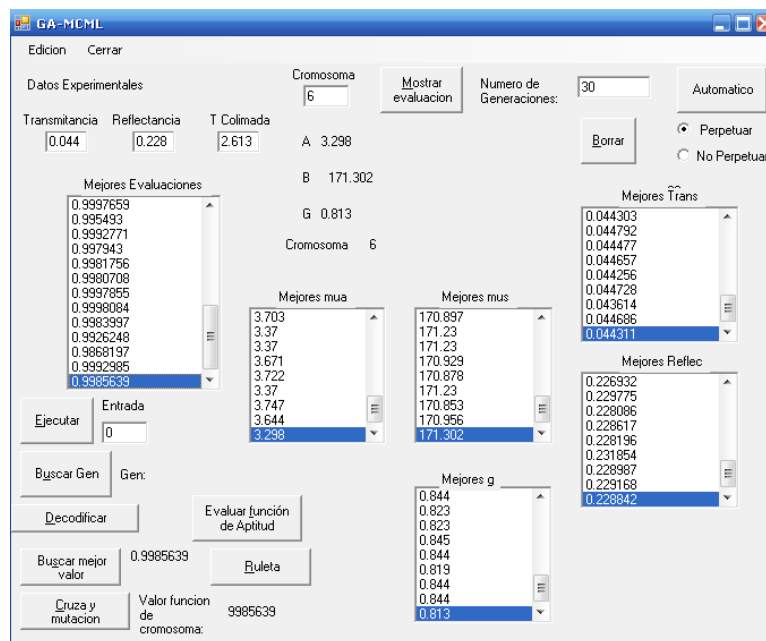 GA-MCML
Edicion Cerrar
Datos Experimentales
Cromosoma
6
Mostrar evaluacion
Numero de Generaciones:
30
Automatico
Transmitancia Reflectancia T Colimada
0.044 0.228 2.613
A 3.298
Borrar
Perpetuar
No Perpetuar
B 171.302
G 0.813
Cromosoma 6
Mejores Evaluaciones
0.9997659
0.995493
0.9992771
0.997943
0.9981756
0.9980708
0.9997855
0.9998084
0.9983997
0.9926248
0.9868197
0.9992985
0.9985639
Mejores mua
3.703
3.37
3.37
3.671
3.722
3.37
3.747
3.644
3.298
Mejores mus
170.897
171.23
171.23
170.929
170.878
171.23
170.853
170.956
171.302
Mejores Trans
0.044303
0.044792
0.044477
0.044657
0.044256
0.044728
0.043614
0.044686
0.044311
Mejores Reflec
0.226932
0.229775
0.228086
0.228617
0.228196
0.231854
0.228987
0.229168
0.228842
Mejores g
0.844
0.823
0.823
0.845
0.844
0.819
0.844
0.844
0.813
Ejecutar
Entrada
0
Buscar Gen
Gen:
Decodificar
Evaluar función de Aptitud
Buscar mejor valor
0.9985639
Ruleta
Cruza y mutacion
Valor funcion de cromosoma:
9985639